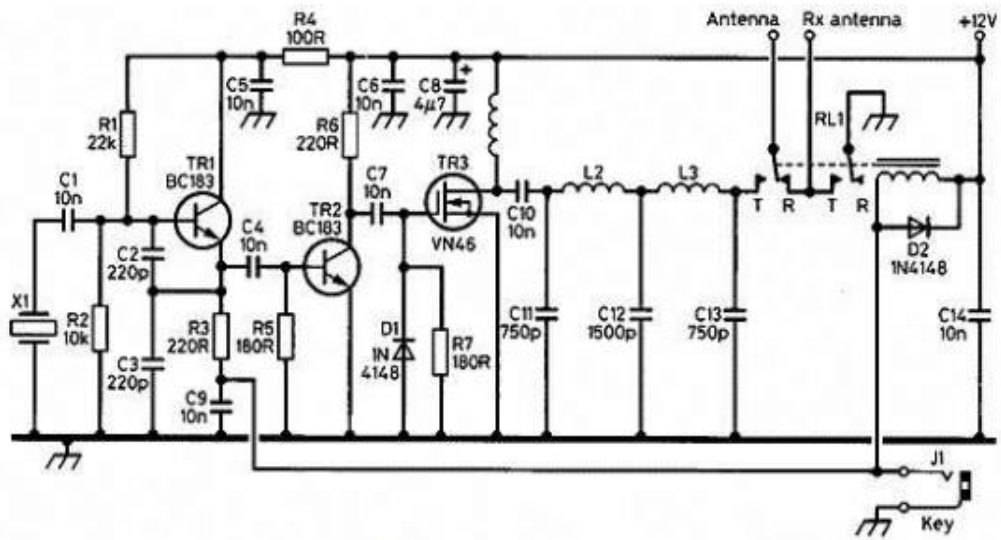 Antenna
Rx antenna
+12V
R4
100R
C5
10n
C6
10n
C8
4µ7
+
R1
22k
R6
220R
RL1
TR1
BC183
TR3
C1
10n
C7
10n
L2
L3
TR2
BC183
C4
10n
C10
10n
T
R
T
R
VN46
D2
1N4148
C2
220p
X1
R2
10k
R3
220R
R5
180R
D1
1N
4148
R7
180R
C11
750p
C12
1500p
C13
750p
C14
10n
C3
220p
C9
10n
J1
Key